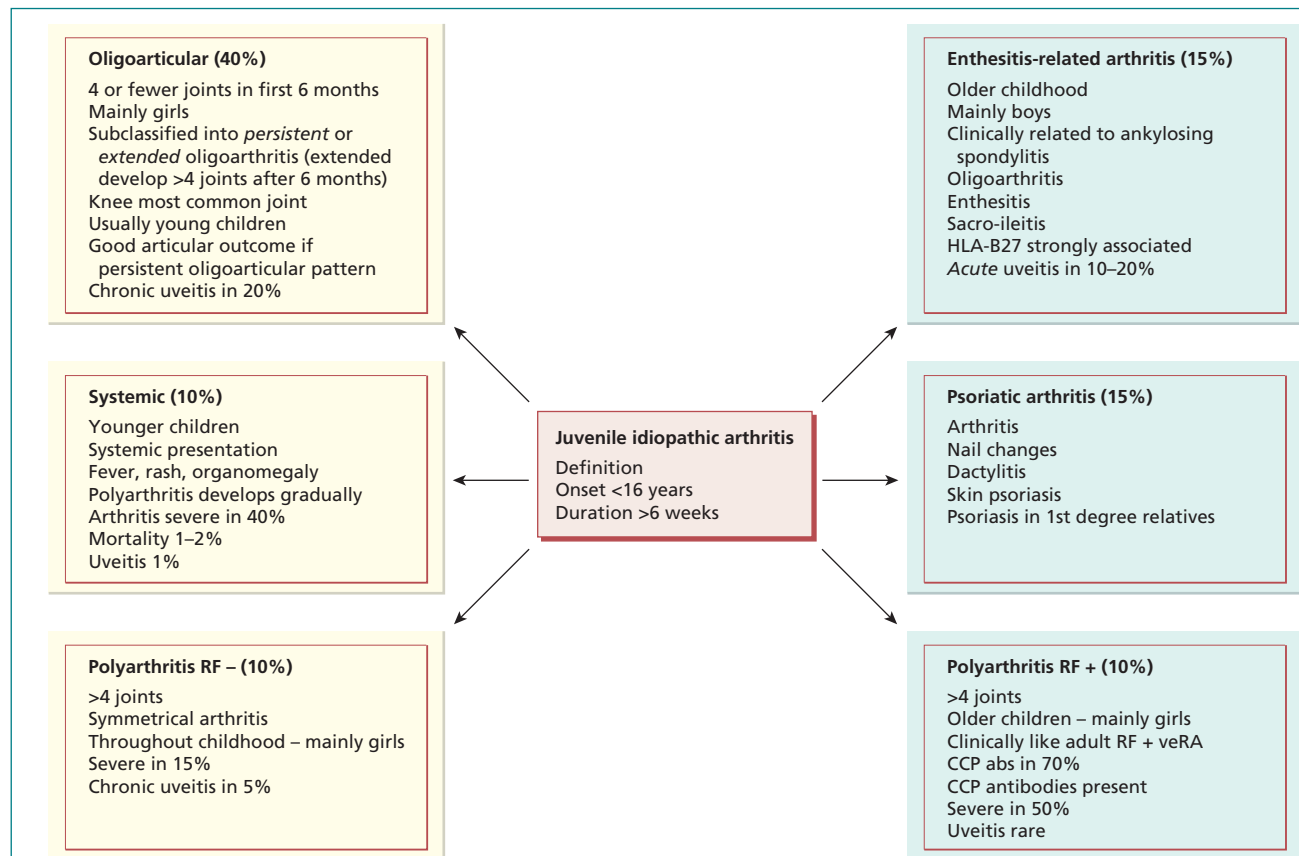 Oligoarticular (40%)
4 or fewer joints in first 6 months
Mainly girls
Subclassified into persistent or
extended oligoarthritis (extended
develop >4 joints after 6 months)
Knee most common joint
Usually young children
Good articular outcome if
persistent oligoarticular pattern
Chronic uveitis in 20%
Enthesitis-related arthritis (15%)
Older childhood
Mainly boys
Clinically related to ankylosing
spondylitis
Oligoarthritis
Enthesitis
Sacro-ileitis
HLA-B27 strongly associated
Acute uveitis in 10–20%
Systemic (10%)
Younger children
Systemic presentation
Fever, rash, organomegaly
Polyarthritis develops gradually
Arthritis severe in 40%
Mortality 1–2%
Uveitis 1%
Juvenile idiopathic arthritis
Definition
Onset <16 years
Duration >6 weeks
Psoriatic arthritis (15%)
Arthritis
Nail changes
Dactylitis
Skin psoriasis
Psoriasis in 1st degree relatives
Polyarthritis RF – (10%)
>4 joints
Symmetrical arthritis
Throughout childhood – mainly girls
Severe in 15%
Chronic uveitis in 5%
Polyarthritis RF + (10%)
>4 joints
Older children – mainly girls
Clinically like adult RF + veRA
CCP abs in 70%
CCP antibodies present
Severe in 50%
Uveitis rare